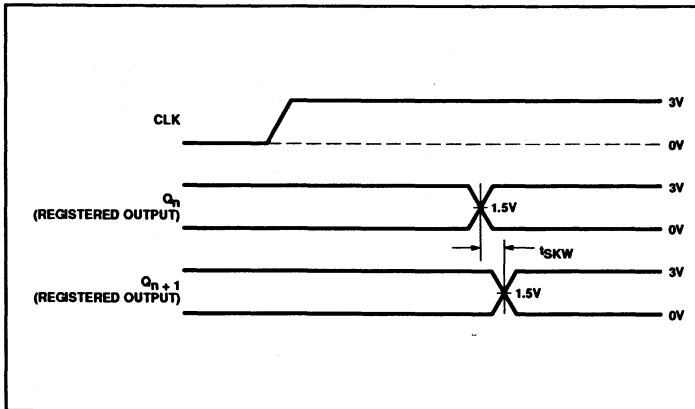 CLK
3V
0V
Qn
(REGISTERED OUTPUT)
3V
1.5V
0V
tSKW
Qn + 1
(REGISTERED OUTPUT)
3V
1.5V
0V